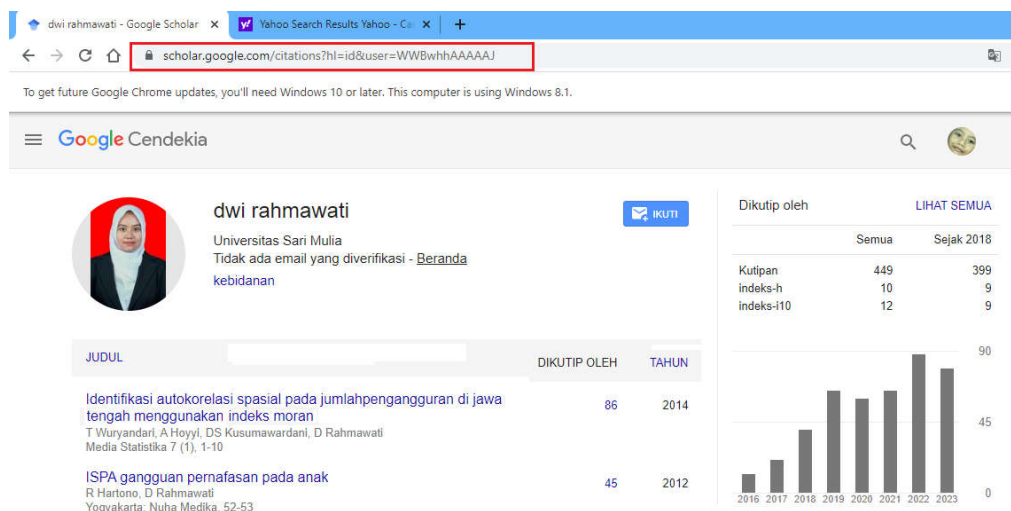 dwi rahmawati - Google Scholar
Yahoo Search Results Yahoo - Ca
scholar.google.com/citations?hl=id&user=WWBwhhAAAAAJ
To get future Google Chrome updates, you'll need Windows 10 or later. This computer is using Windows 8.1.
Google Cendekia
dwi rahmawati
IKUTI
Universitas Sari Mulia
Tidak ada email yang diverifikasi - Beranda
kebidanan
JUDUL DIKUTIP OLEH TAHUN
Identifikasi autokorelasi spasial pada jumlahpengangguran di jawa
tengah menggunakan indeks moran
86 2014
T Wuryandari, A Hoyyi, DS Kusumawardani, D Rahmawati
Media Statistika 7 (1), 1-10
ISPA gangguan pernafasan pada anak
45 2012
R Hartono, D Rahmawati
Yogyakarta: Nuha Medika, 52-53
Dikutip oleh LIHAT SEMUA
Semua Sejak 2018
Kutipan 449 399
indeks-h 10 9
indeks-i10 12 9
90
45
0
2016 2017 2018 2019 2020 2021 2022 2023